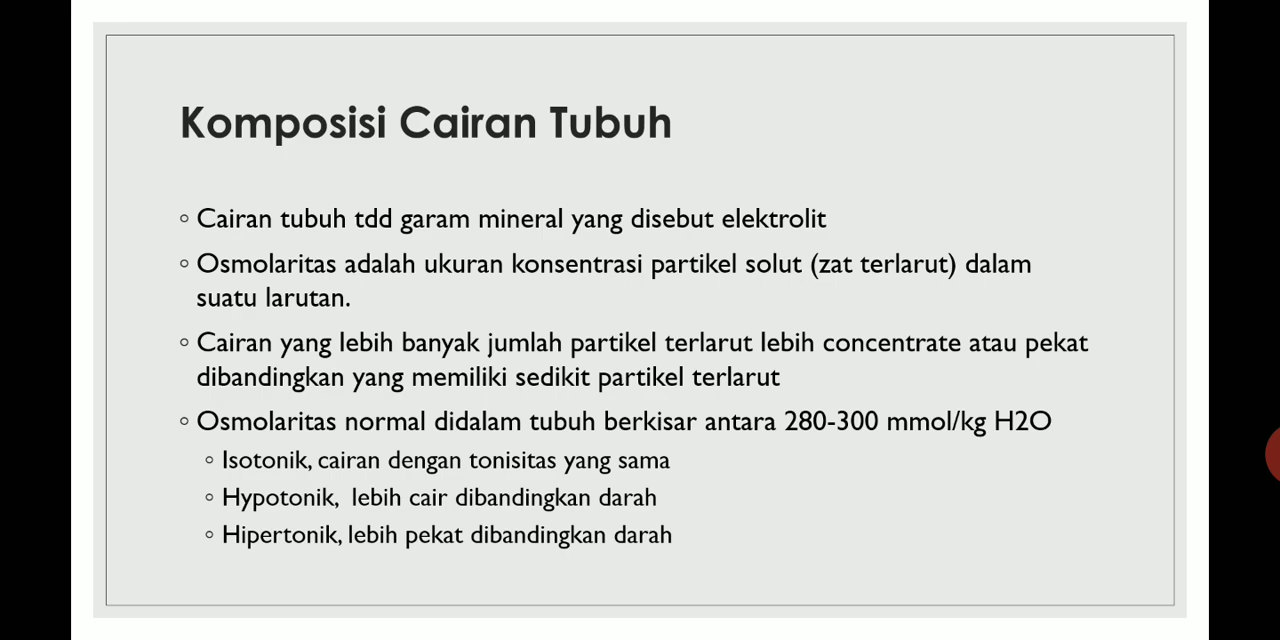 Komposisi Cairan Tubuh
◦ Cairan tubuh tdd garam mineral yang disebut elektrolit
◦ Osmolaritas adalah ukuran konsentrasi partikel solut (zat terlarut) dalam
suatu larutan.
◦ Cairan yang lebih banyak jumlah partikel terlarut lebih concentrate atau pekat
dibandingkan yang memiliki sedikit partikel terlarut
◦ Osmolaritas normal didalam tubuh berkisar antara 280-300 mmol/kg H2O
◦ Isotonik, cairan dengan tonisitas yang sama
◦ Hypotonik, lebih cair dibandingkan darah
◦ Hipertonik, lebih pekat dibandingkan darah